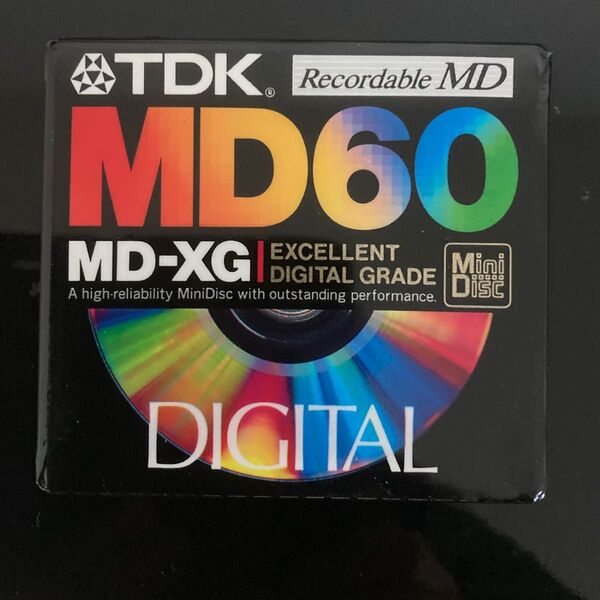 TDK®
Recordable MD
MD60
MD-XG
EXCELLENT
DIGITAL GRADE
Mini
Disc
A high-reliability MiniDisc with outstanding performance.
DIGITAL